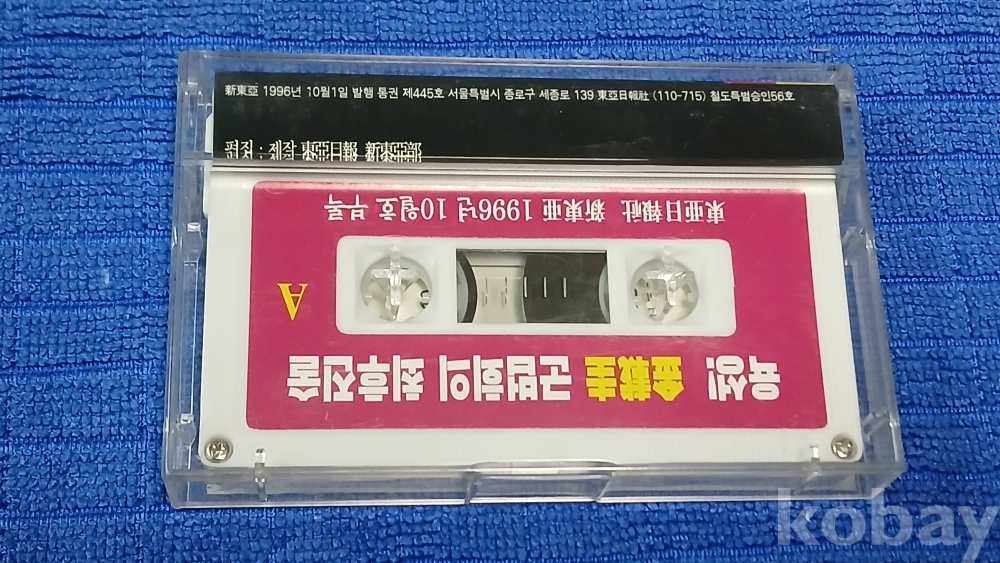 新東亞 1996년 10월1일 발행 통권 제445호 서울특별시 종로구 세종로 139 東亞日報社 (110-715) 철도특별승인56호
편집 · 제작 東亞日報 新東亞部
東亞日報社 新東亞 1996년 10월호 부록
A
육성! 金載圭 군법회의 최후진술
kobay